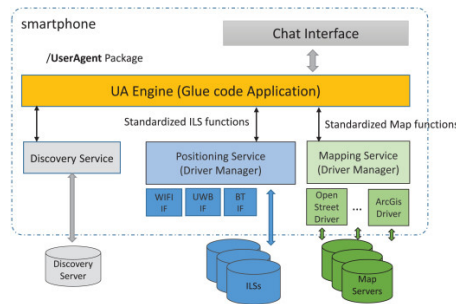 smartphone
Chat Interface
/UserAgent Package
UA Engine (Glue code Application)
Standardized ILS functions
Standardized Map functions
Discovery Service
Positioning Service
(Driver Manager)
Mapping Service
(Driver Manager)
WIFI
IF
UWB
IF
BT
IF
Open
Street
Driver
...
ArcGis
Driver
Discovery
Server
ILSs
Map
Servers